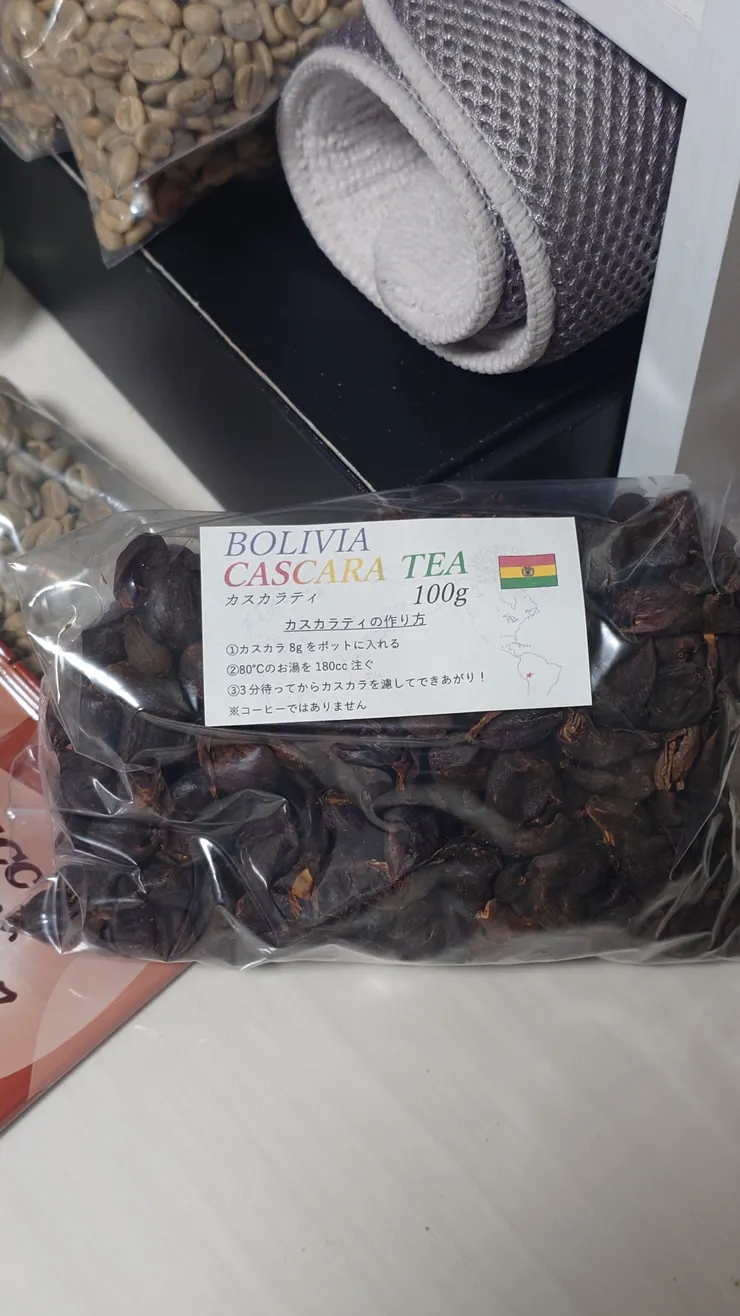 BOLIVIA
CASCARA TEA
カスカラティ 100g
カスカラティの作り方
①カスカラ 8g をポットに入れる
②80℃のお湯を 180cc 注ぐ
③3分待ってからカスカラを濾してできあがり！
※コーヒーではありません